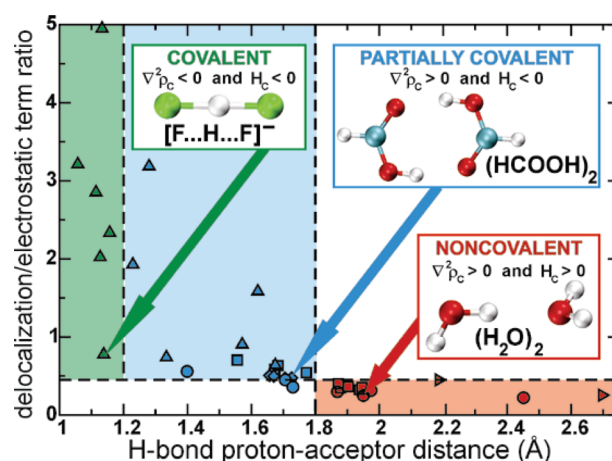 delocalization/electrostatic term ratio
5
4
3
2
1
0
COVALENT
∇²ρC < 0 and HC < 0
[F...H...F]⁻
PARTIALLY COVALENT
∇²ρC > 0 and HC < 0
(HCOOH)2
NONCOVALENT
∇²ρC > 0 and HC > 0
(H2O)2
1 1.2 1.4 1.6 1.8 2 2.2 2.4 2.6
H-bond proton-acceptor distance (Å)